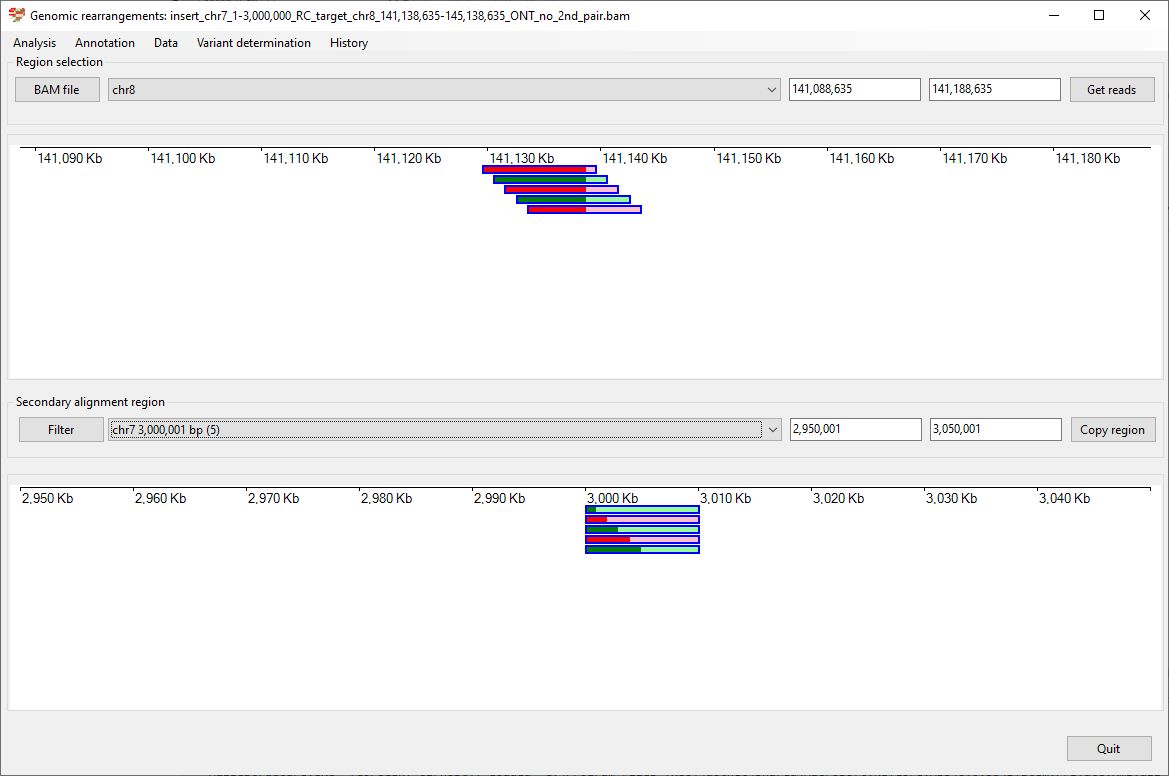 Genomic rearrangements: insert_chr7_1-3,000,000_RC_target_chr8_141,138,635-145,138,635_ONT_no_2nd_pair.bam
Analysis Annotation Data Variant determination History
Region selection
BAM file chr8 141,088,635 141,188,635 Get reads
141,090 Kb 141,100 Kb 141,110 Kb 141,120 Kb 141,130 Kb 141,140 Kb 141,150 Kb 141,160 Kb 141,170 Kb 141,180 Kb
Secondary alignment region
Filter chr7 3,000,001 bp (5) 2,950,001 3,050,001 Copy region
2,950 Kb 2,960 Kb 2,970 Kb 2,980 Kb 2,990 Kb 3,000 Kb 3,010 Kb 3,020 Kb 3,030 Kb 3,040 Kb
Quit